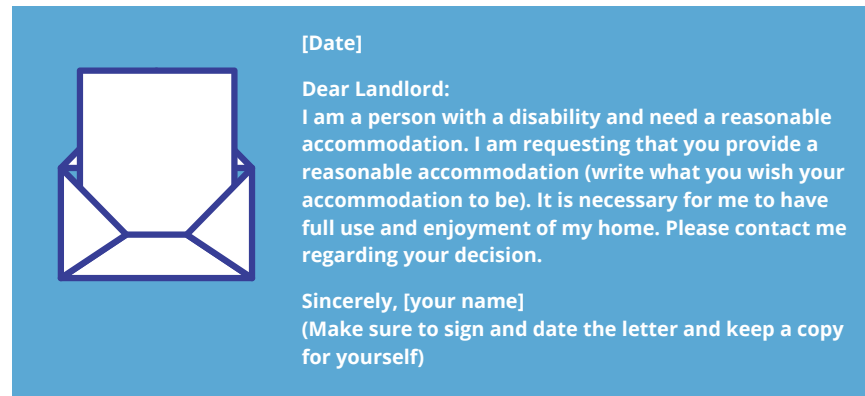 [Date]
Dear Landlord:
I am a person with a disability and need a reasonable
accommodation. I am requesting that you provide a
reasonable accommodation (write what you wish your
accommodation to be). It is necessary for me to have
full use and enjoyment of my home. Please contact me
regarding your decision.
Sincerely, [your name]
(Make sure to sign and date the letter and keep a copy
for yourself)